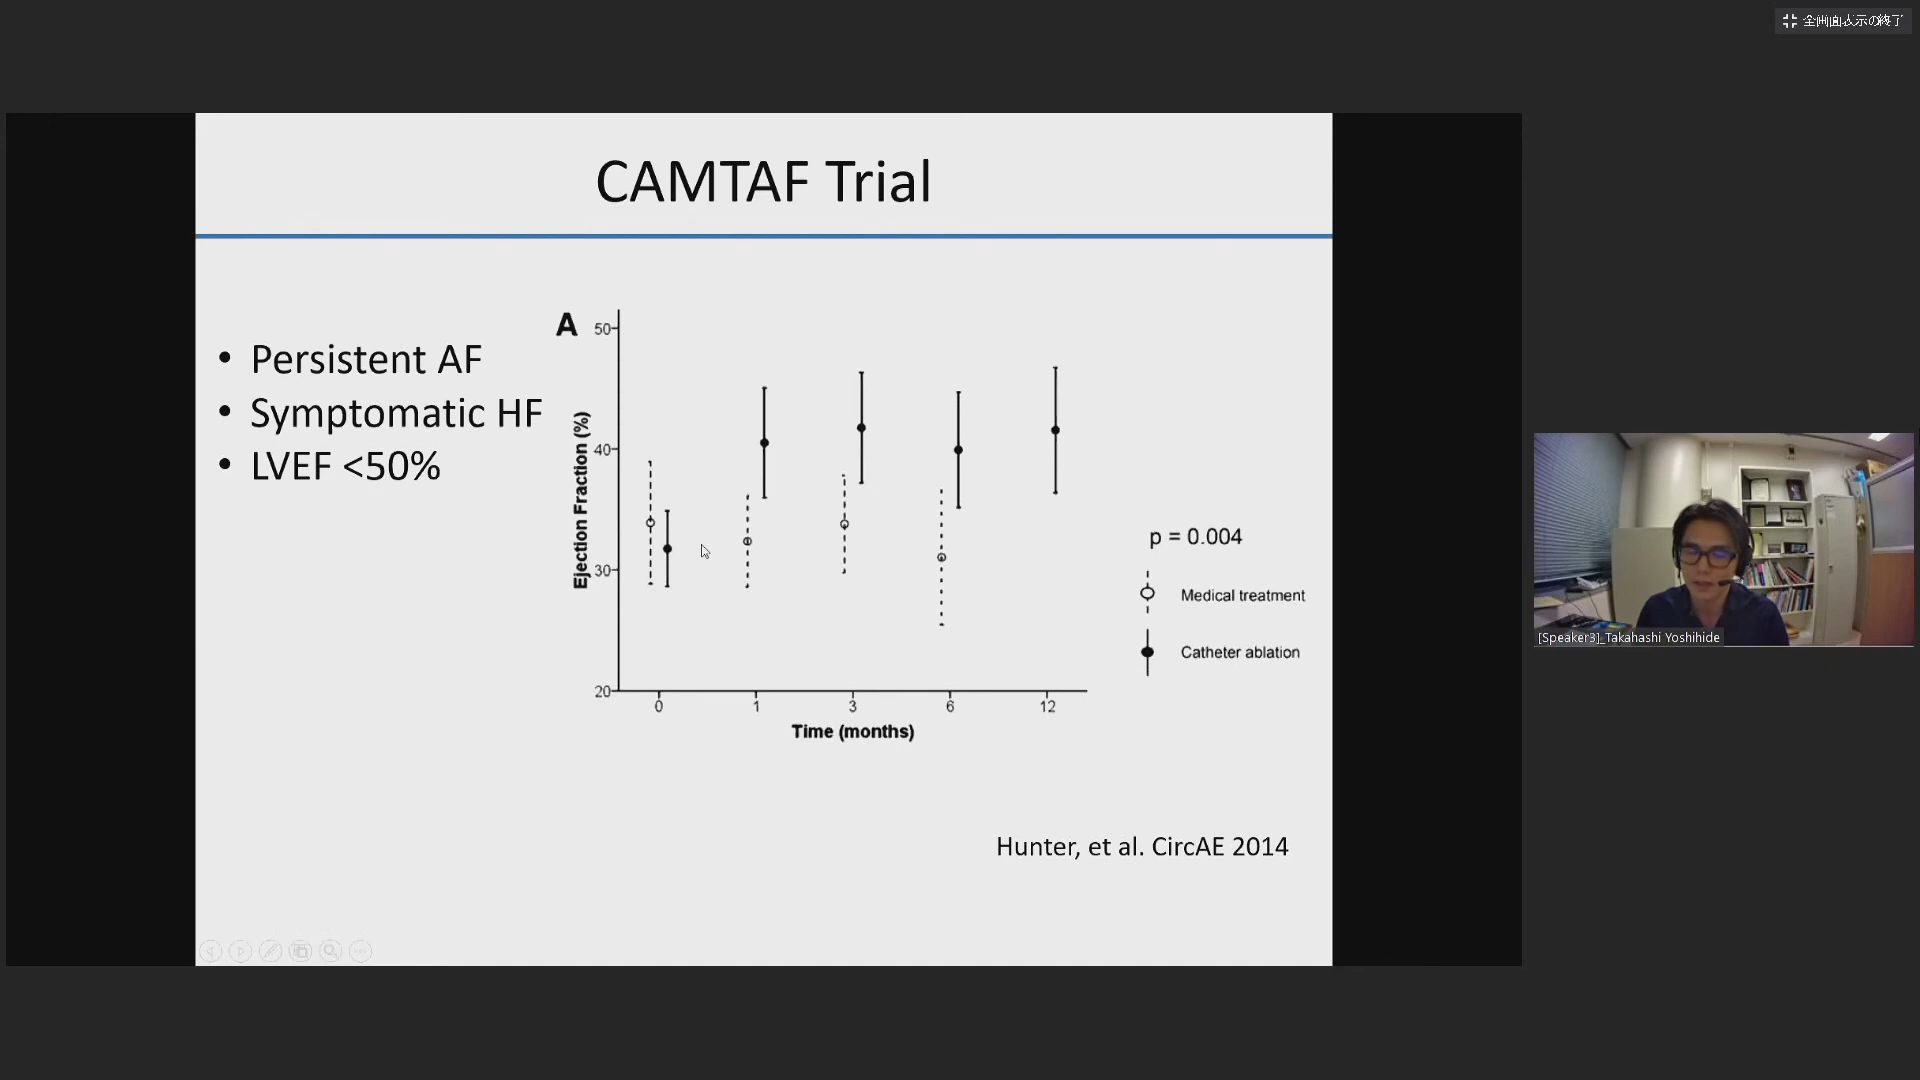 全画面表示の終了
CAMTAF Trial
• Persistent AF
• Symptomatic HF
• LVEF <50%
A
50
40
30
20
Ejection Fraction (%)
0 1 3 6 12
Time (months)
p = 0.004
Medical treatment
Catheter ablation
Hunter, et al. CircAE 2014
[Speaker3]_Takahashi Yoshihide